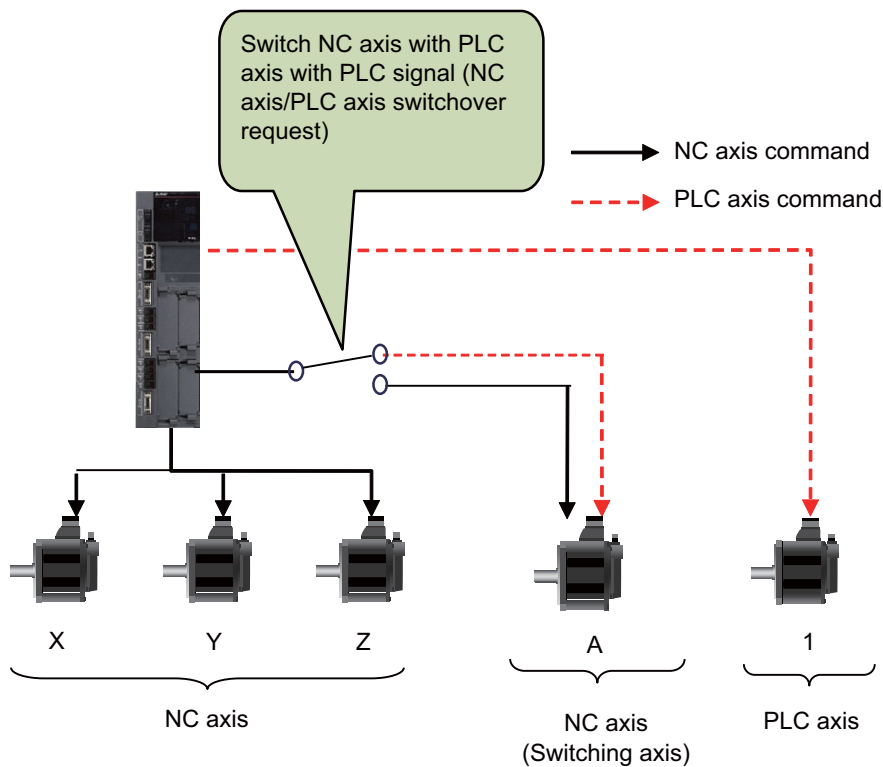 Switch NC axis with PLC
axis with PLC signal (NC
axis/PLC axis switchover
request)
NC axis command
PLC axis command
X
Y
Z
A
1
NC axis
NC axis
(Switching axis)
PLC axis